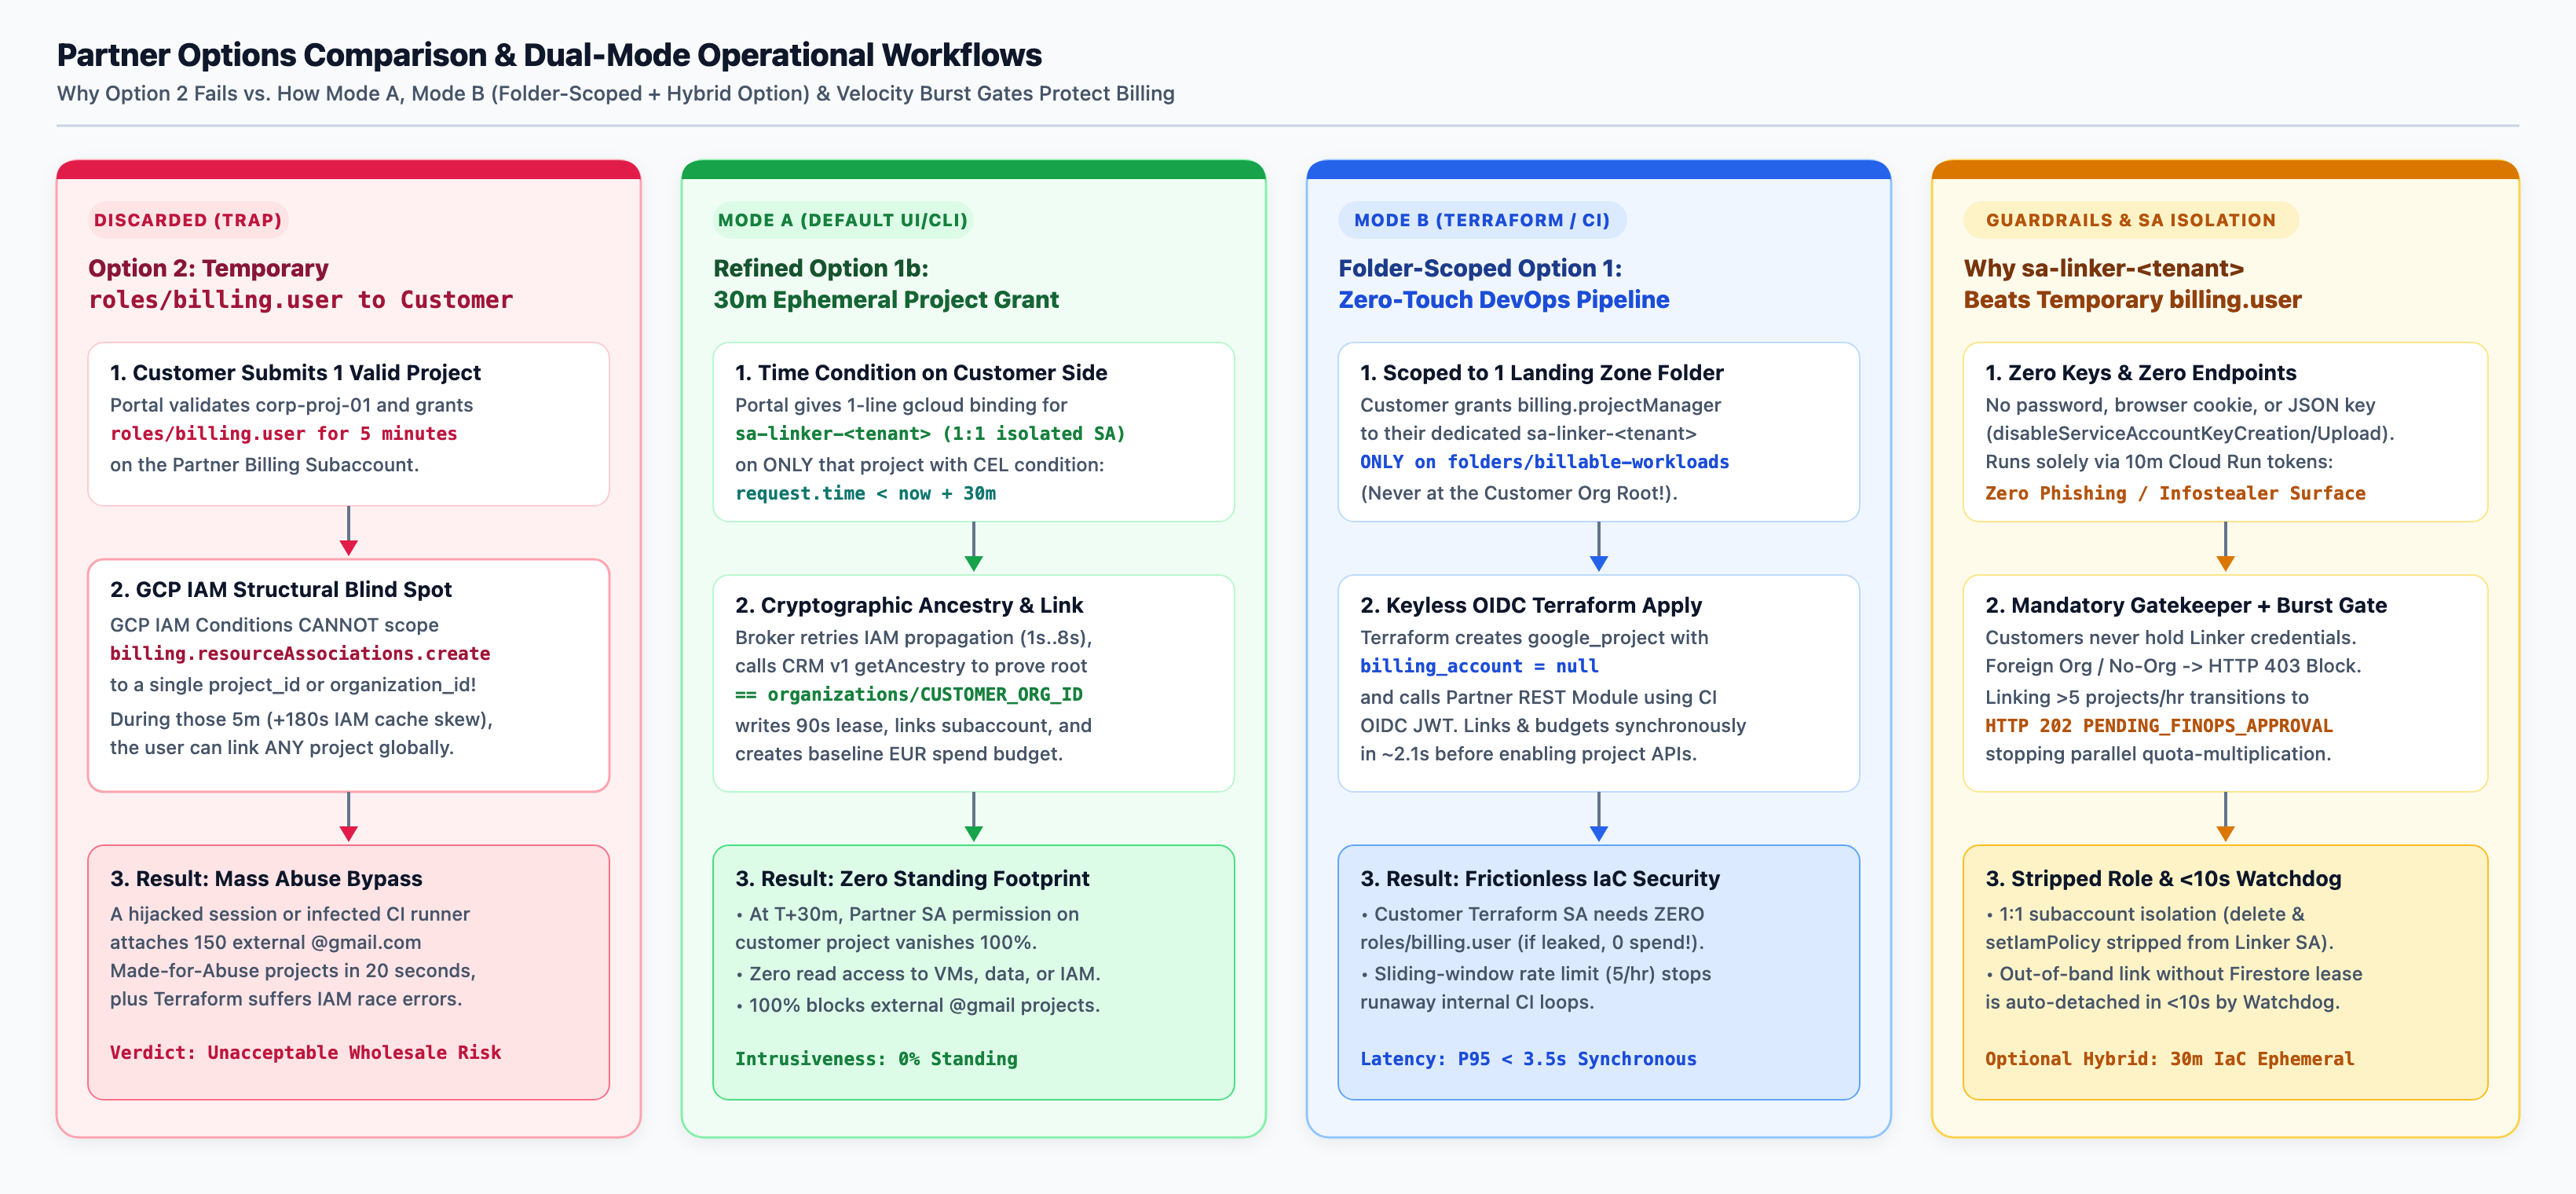 Partner Options Comparison & Dual-Mode Operational Workflows
Why Option 2 Fails vs. How Mode A, Mode B (Folder-Scoped + Hybrid Option) & Velocity Burst Gates Protect Billing
DISCARDED (TRAP)
Option 2: Temporary
roles/billing.user to Customer
1. Customer Submits 1 Valid Project
Portal validates corp-proj-01 and grants
roles/billing.user for 5 minutes
on the Partner Billing Subaccount.
2. GCP IAM Structural Blind Spot
GCP IAM Conditions CANNOT scope
billing.resourceAssociations.create
to a single project_id or organization_id!
During those 5m (+180s IAM cache skew),
the user can link ANY project globally.
3. Result: Mass Abuse Bypass
A hijacked session or infected CI runner
attaches 150 external @gmail.com
Made-for-Abuse projects in 20 seconds,
plus Terraform suffers IAM race errors.
Verdict: Unacceptable Wholesale Risk
MODE A (DEFAULT UI/CLI)
Refined Option 1b:
30m Ephemeral Project Grant
1. Time Condition on Customer Side
Portal gives 1-line gcloud binding for
sa-linker-<tenant> (1:1 isolated SA)
on ONLY that project with CEL condition:
request.time < now + 30m
2. Cryptographic Ancestry & Link
Broker retries IAM propagation (1s..8s),
calls CRM v1 getAncestry to prove root
== organizations/CUSTOMER_ORG_ID
writes 90s lease, links subaccount, and
creates baseline EUR spend budget.
3. Result: Zero Standing Footprint
• At T+30m, Partner SA permission on
customer project vanishes 100%.
• Zero read access to VMs, data, or IAM.
• 100% blocks external @gmail projects.
Intrusiveness: 0% Standing
MODE B (TERRAFORM / CI)
Folder-Scoped Option 1:
Zero-Touch DevOps Pipeline
1. Scoped to 1 Landing Zone Folder
Customer grants billing.projectManager
to their dedicated sa-linker-<tenant>
ONLY on folders/billable-workloads
(Never at the Customer Org Root!).
2. Keyless OIDC Terraform Apply
Terraform creates google_project with
billing_account = null
and calls Partner REST Module using CI
OIDC JWT. Links & budgets synchronously
in ~2.1s before enabling project APIs.
3. Result: Frictionless IaC Security
• Customer Terraform SA needs ZERO
roles/billing.user (if leaked, 0 spend!).
• Sliding-window rate limit (5/hr) stops
runaway internal CI loops.
Latency: P95 < 3.5s Synchronous
GUARDRAILS & SA ISOLATION
Why sa-linker-<tenant>
Beats Temporary billing.user
1. Zero Keys & Zero Endpoints
No password, browser cookie, or JSON key
(disableServiceAccountKeyCreation/Upload).
Runs solely via 10m Cloud Run tokens:
Zero Phishing / Infostealer Surface
2. Mandatory Gatekeeper + Burst Gate
Customers never hold Linker credentials.
Foreign Org / No-Org -> HTTP 403 Block.
Linking >5 projects/hr transitions to
HTTP 202 PENDING_FINOPS_APPROVAL
stopping parallel quota-multiplication.
3. Stripped Role & <10s Watchdog
• 1:1 subaccount isolation (delete &
setIamPolicy stripped from Linker SA).
• Out-of-band link without Firestore lease
is auto-detached in <10s by Watchdog.
Optional Hybrid: 30m IaC Ephemeral